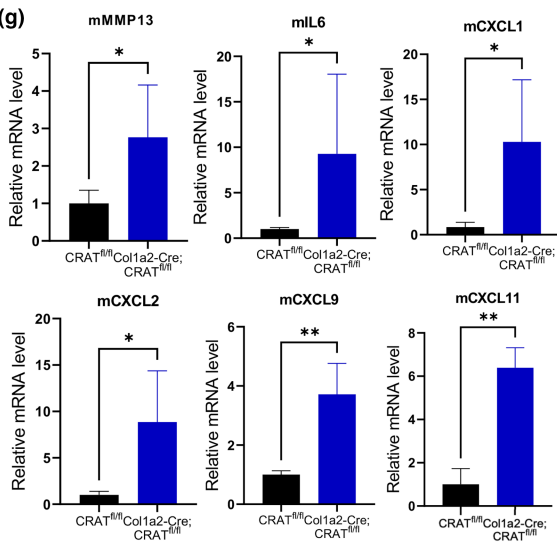 (g)
mMMP13
Relative mRNA level
5
4
3
2
1
0
*
CRATfl/fl Col1a2-Cre;
CRATfl/fl
mIL6
Relative mRNA level
20
15
10
5
0
*
CRATfl/fl Col1a2-Cre;
CRATfl/fl
mCXCL1
Relative mRNA level
20
15
10
5
0
*
CRATfl/fl Col1a2-Cre;
CRATfl/fl
mCXCL2
Relative mRNA level
20
15
10
5
0
*
CRATfl/fl Col1a2-Cre;
CRATfl/fl
mCXCL9
Relative mRNA level
6
4
2
0
**
CRATfl/fl Col1a2-Cre;
CRATfl/fl
mCXCL11
Relative mRNA level
8
6
4
2
0
**
CRATfl/fl Col1a2-Cre;
CRATfl/fl